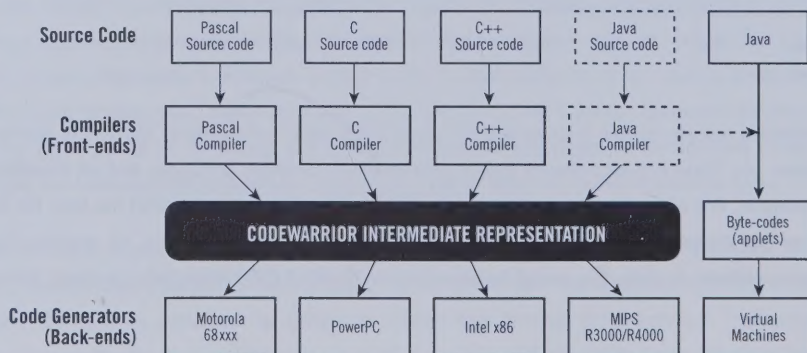 Source Code
Pascal
Source code
C
Source code
C++
Source code
Java
Source code
Java
Compilers
(Front-ends)
Pascal
Compiler
C
Compiler
C++
Compiler
Java
Compiler
CODEWARRIOR INTERMEDIATE REPRESENTATION
Byte-codes
(applets)
Code Generators
(Back-ends)
Motorola
68xxx
PowerPC
Intel x86
MIPS
R3000/R4000
Virtual
Machines